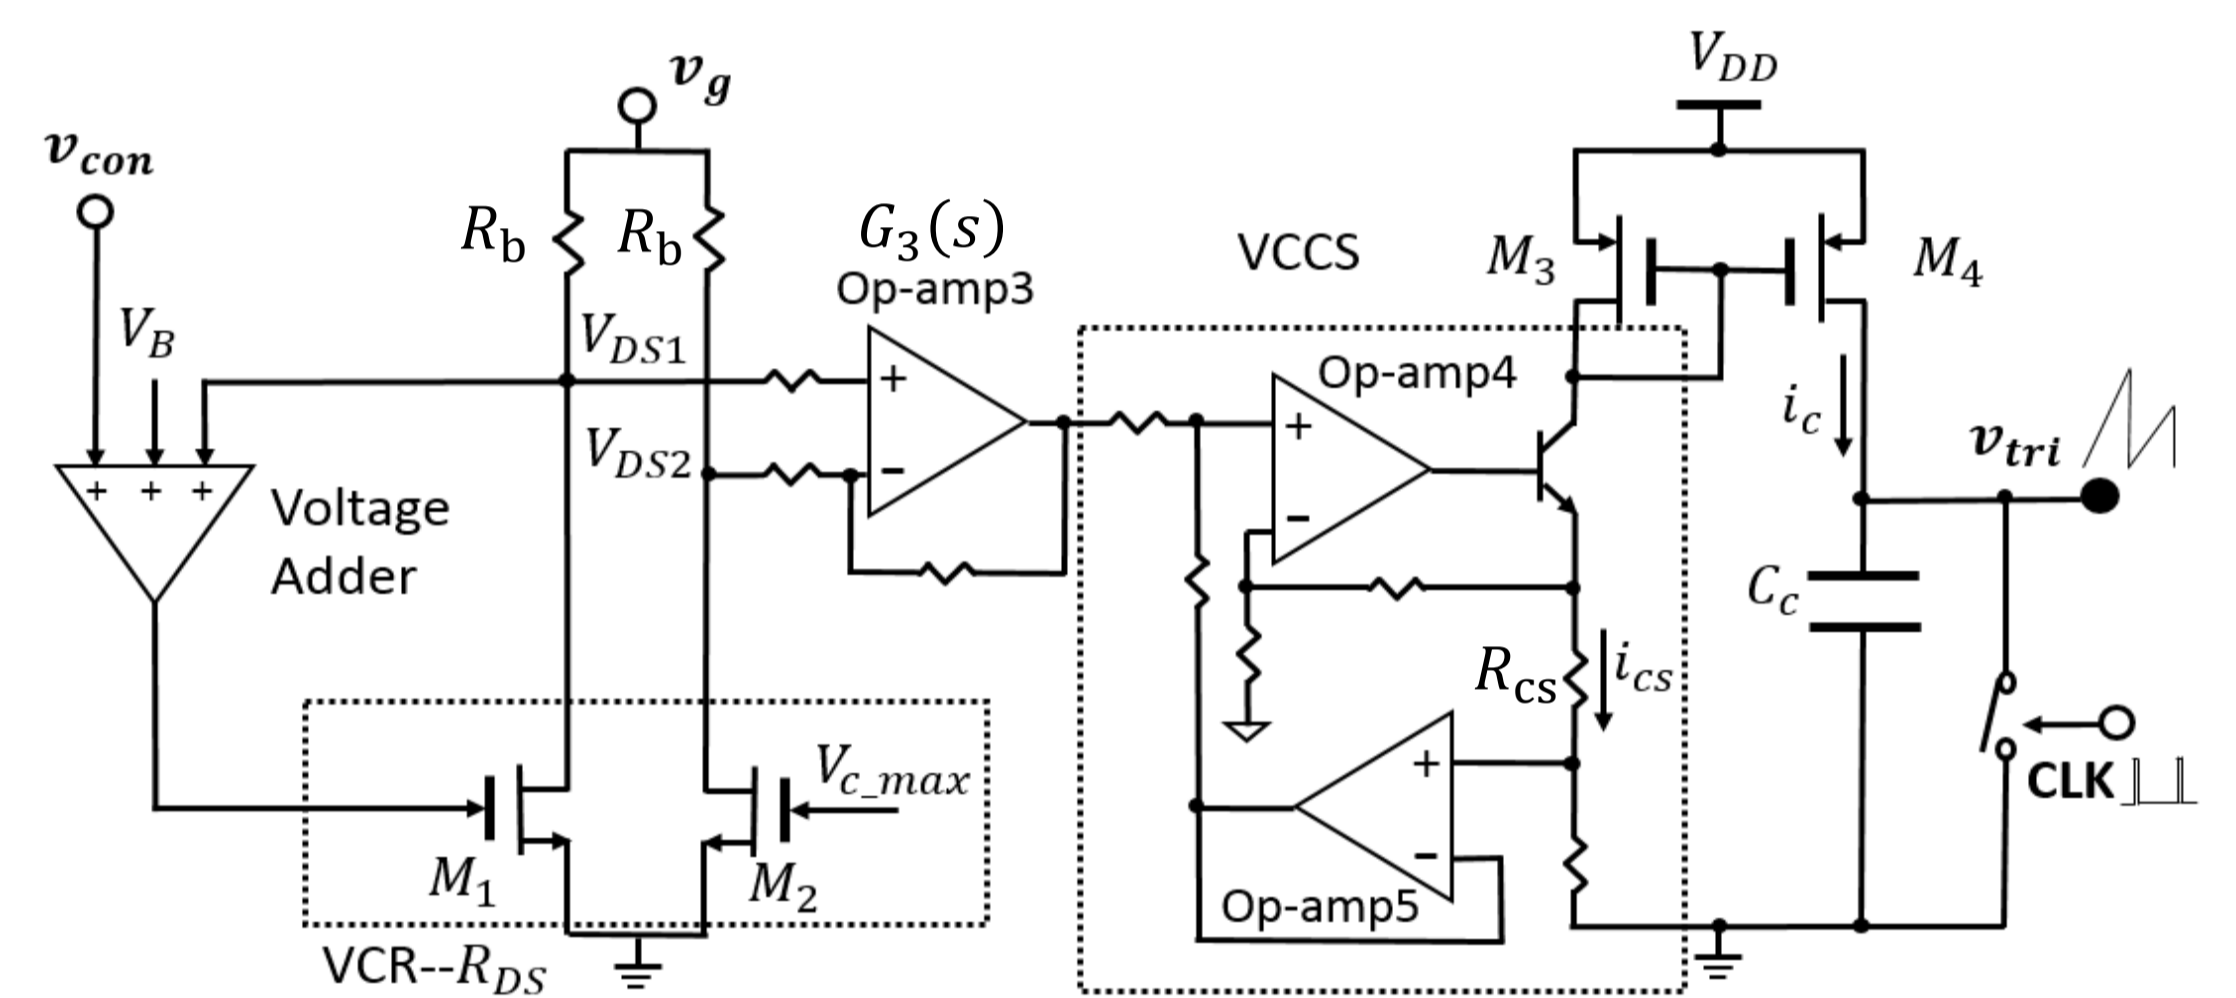 v_con
V_B
+ + +
Voltage
Adder
v_g
R_b
R_b
V_DS1
V_DS2
G_3(s)
Op-amp3
+
−
M_1
M_2
V_c_max
VCR--R_DS
VCCS
Op-amp4
+
−
R_cs
i_cs
+
−
Op-amp5
V_DD
M_3
M_4
i_c
v_tri
C_c
CLK